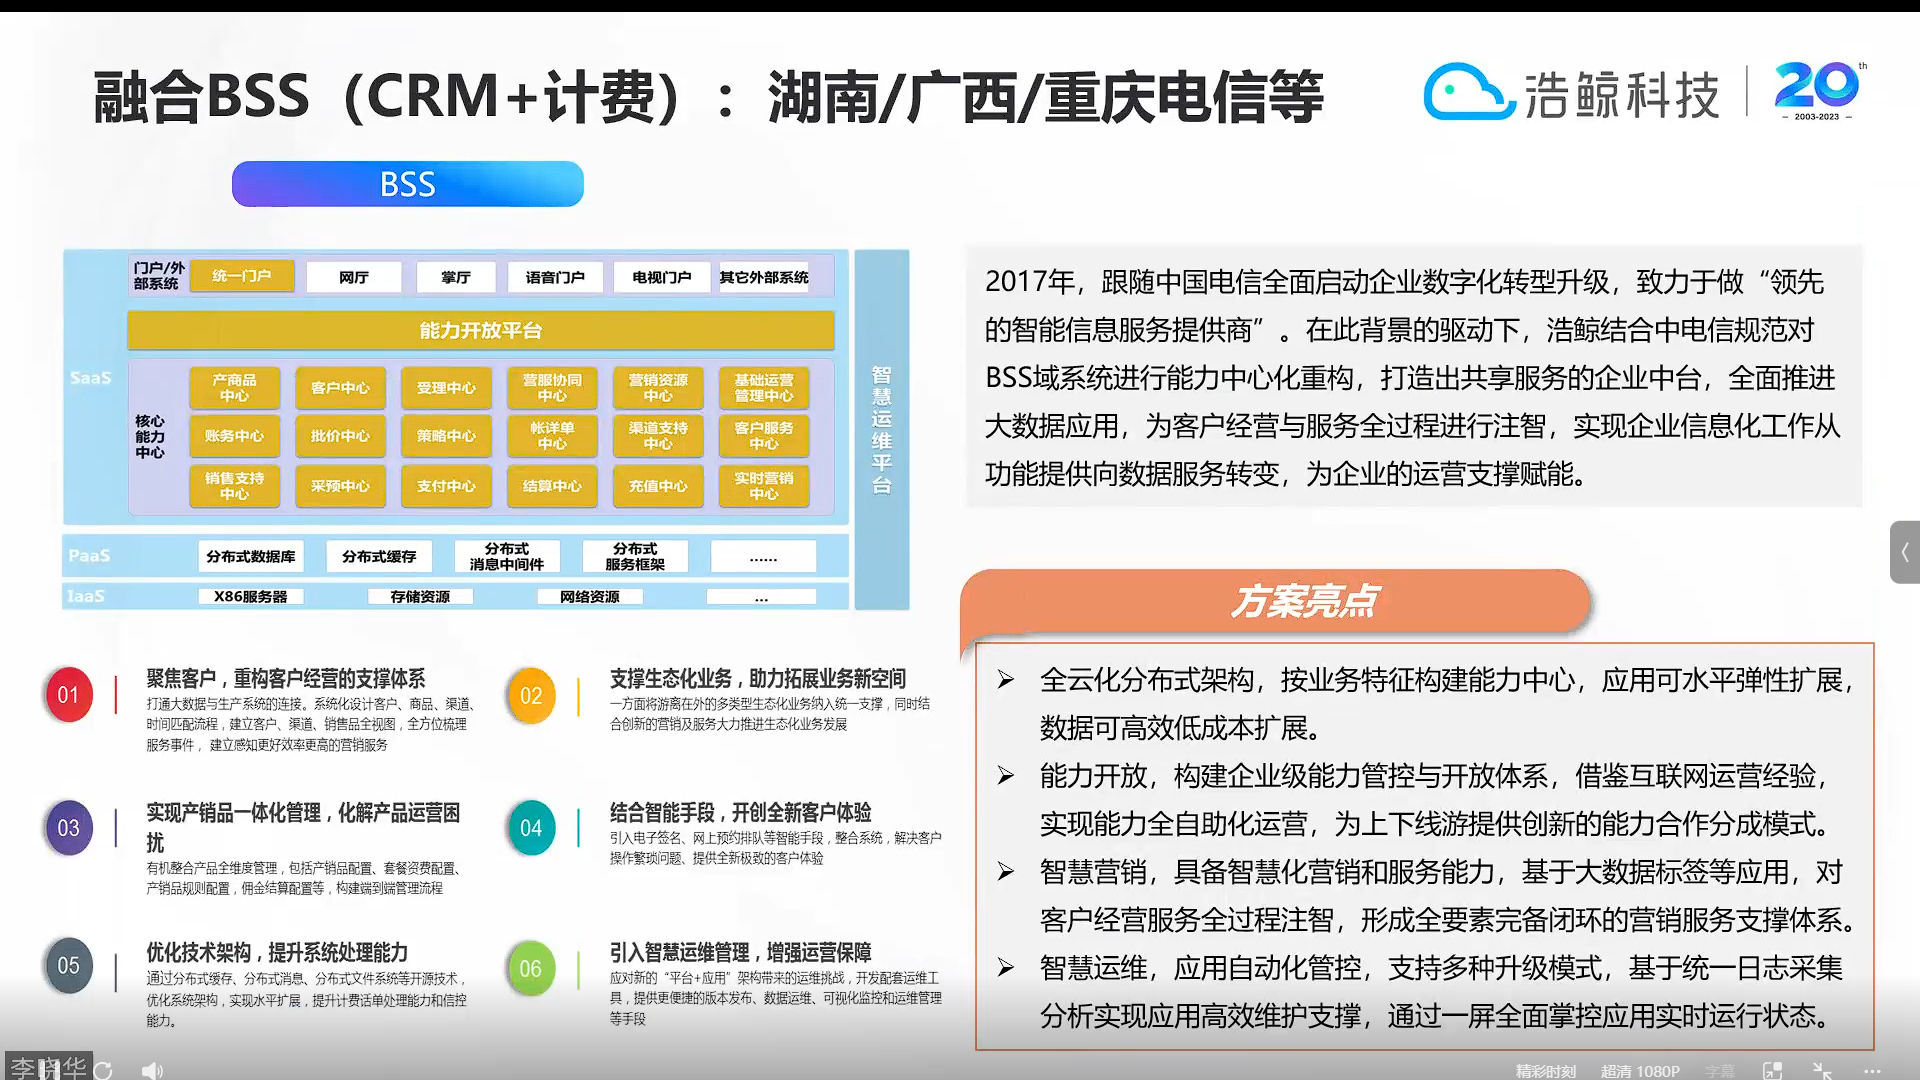 融合BSS（CRM+计费）：湖南/广西/重庆电信等
浩鲸科技
20th
2003-2023
BSS
门户/外
部系统
统一门户
网厅
掌厅
语音门户
电视门户
其它外部系统
能力开放平台
SaaS
核心
能力
中心
产商品
中心
客户中心
受理中心
营服协同
中心
营销资源
中心
基础运营
管理中心
账务中心
批价中心
策略中心
帐详单
中心
渠道支持
中心
客户服务
中心
销售支持
中心
采预中心
支付中心
结算中心
充值中心
实时营销
中心
智慧运维平台
PaaS
分布式数据库
分布式缓存
分布式
消息中间件
分布式
服务框架
......
IaaS
X86服务器
存储资源
网络资源
...
2017年，跟随中国电信全面启动企业数字化转型升级，致力于做“领先
的智能信息服务提供商”。在此背景的驱动下，浩鲸结合中电信规范对
BSS域系统进行能力中心化重构，打造出共享服务的企业中台，全面推进
大数据应用，为客户经营与服务全过程进行注智，实现企业信息化工作从
功能提供向数据服务转变，为企业的运营支撑赋能。
01
聚焦客户，重构客户经营的支撑体系
打通大数据与生产系统的连接。系统化设计客户、商品、渠道、
时间匹配流程，建立客户、渠道、销售品全视图，全方位梳理
服务事件， 建立感知更好效率更高的营销服务
02
支撑生态化业务，助力拓展业务新空间
一方面将游离在外的多类型生态化业务纳入统一支撑，同时结
合创新的营销及服务大力推进生态化业务发展
03
实现产销品一体化管理，化解产品运营困
扰
有机整合产品全维度管理，包括产销品配置、套餐资费配置、
产销品规则配置，佣金结算配置等，构建端到端管理流程
04
结合智能手段，开创全新客户体验
引入电子签名、网上预约排队等智能手段，整合系统，解决客户
操作繁琐问题、提供全新极致的客户体验
05
优化技术架构，提升系统处理能力
通过分布式缓存、分布式消息、分布式文件系统等开源技术，
优化系统架构，实现水平扩展，提升计费话单处理能力和信控
能力。
06
引入智慧运维管理，增强运营保障
应对新的“平台+应用”架构带来的运维挑战，开发配套运维工
具，提供更便捷的版本发布、数据运维、可视化监控和运维管理
等手段
方案亮点
➢ 全云化分布式架构，按业务特征构建能力中心，应用可水平弹性扩展，
数据可高效低成本扩展。
➢ 能力开放，构建企业级能力管控与开放体系，借鉴互联网运营经验，
实现能力全自助化运营，为上下线游提供创新的能力合作分成模式。
➢ 智慧营销，具备智慧化营销和服务能力，基于大数据标签等应用，对
客户经营服务全过程注智，形成全要素完备闭环的营销服务支撑体系。
➢ 智慧运维，应用自动化管控，支持多种升级模式，基于统一日志采集
分析实现应用高效维护支撑，通过一屏全面掌控应用实时运行状态。
李晓华
精彩时刻
超清 1080P
字幕